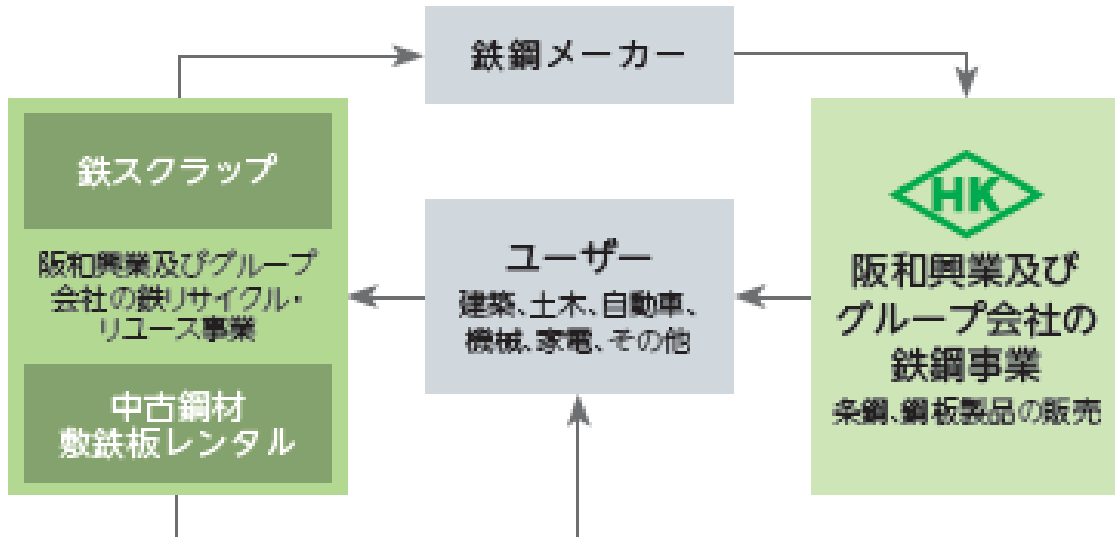 鉄鋼メーカー
鉄スクラップ
阪和興業及びグループ
会社の鉄リサイクル・
リユース事業
中古鋼材
敷鉄板レンタル
ユーザー
建築、土木、自動車、
機械、家電、その他
HK
阪和興業及び
グループ会社の
鉄鋼事業
条鋼、鋼板製品の販売